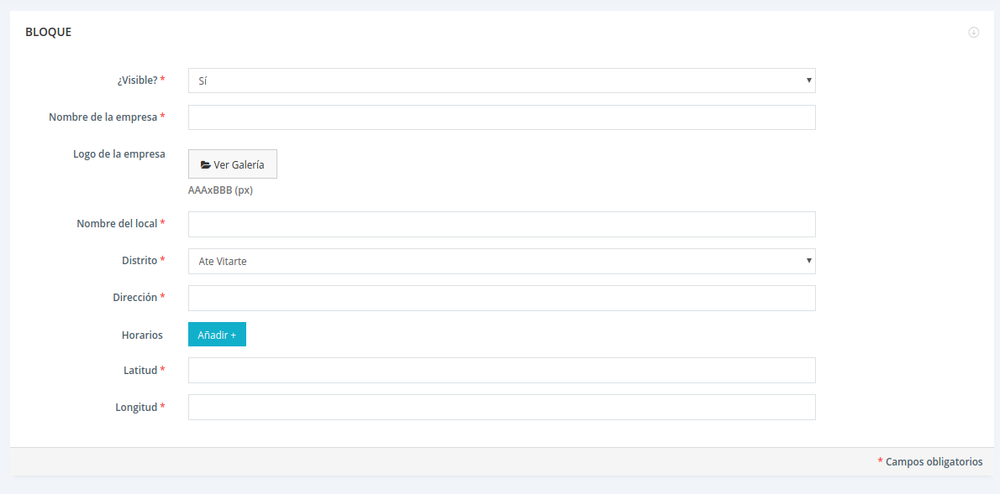 BLOQUE
¿Visible? *
Sí
Nombre de la empresa *
Logo de la empresa
Ver Galería
AAAxBBB (px)
Nombre del local *
Distrito *
Ate Vitarte
Dirección *
Horarios
Añadir +
Latitud *
Longitud *
* Campos obligatorios